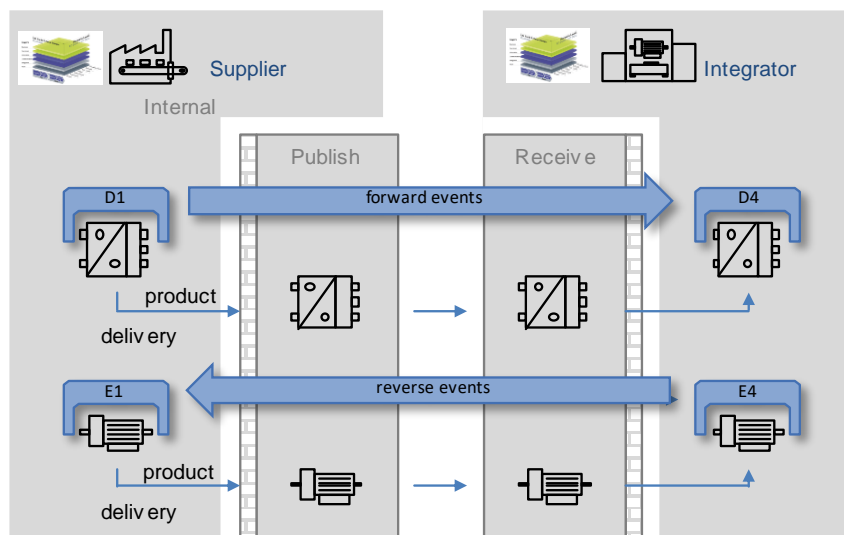 Supplier
Integrator
Internal
Publish
Receive
D1
forward events
D4
product
delivery
reverse events
E1
E4
product
delivery